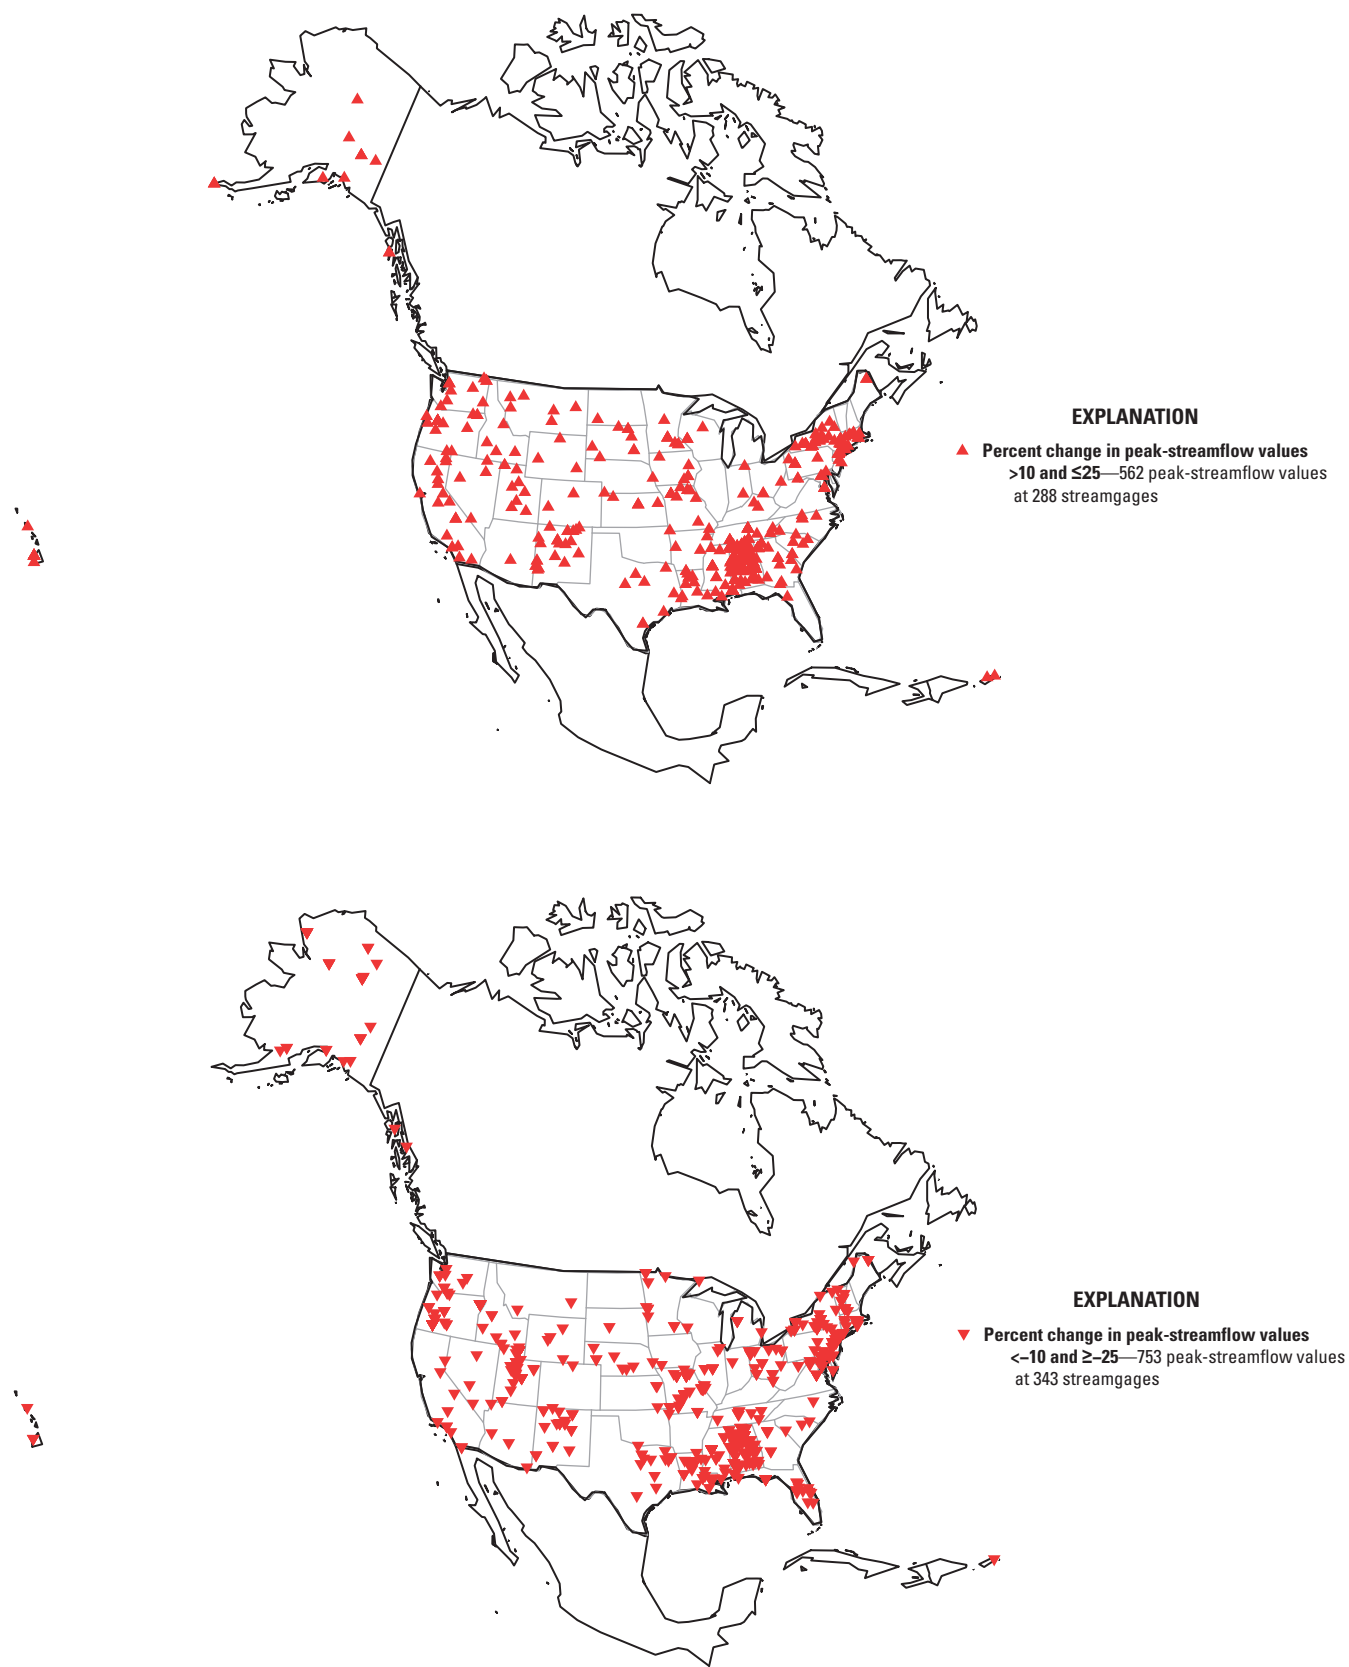 EXPLANATION
Percent change in peak-streamflow values
>10 and ≤25—562 peak-streamflow values
at 288 streamgages
EXPLANATION
Percent change in peak-streamflow values
<–10 and ≥–25—753 peak-streamflow values
at 343 streamgages